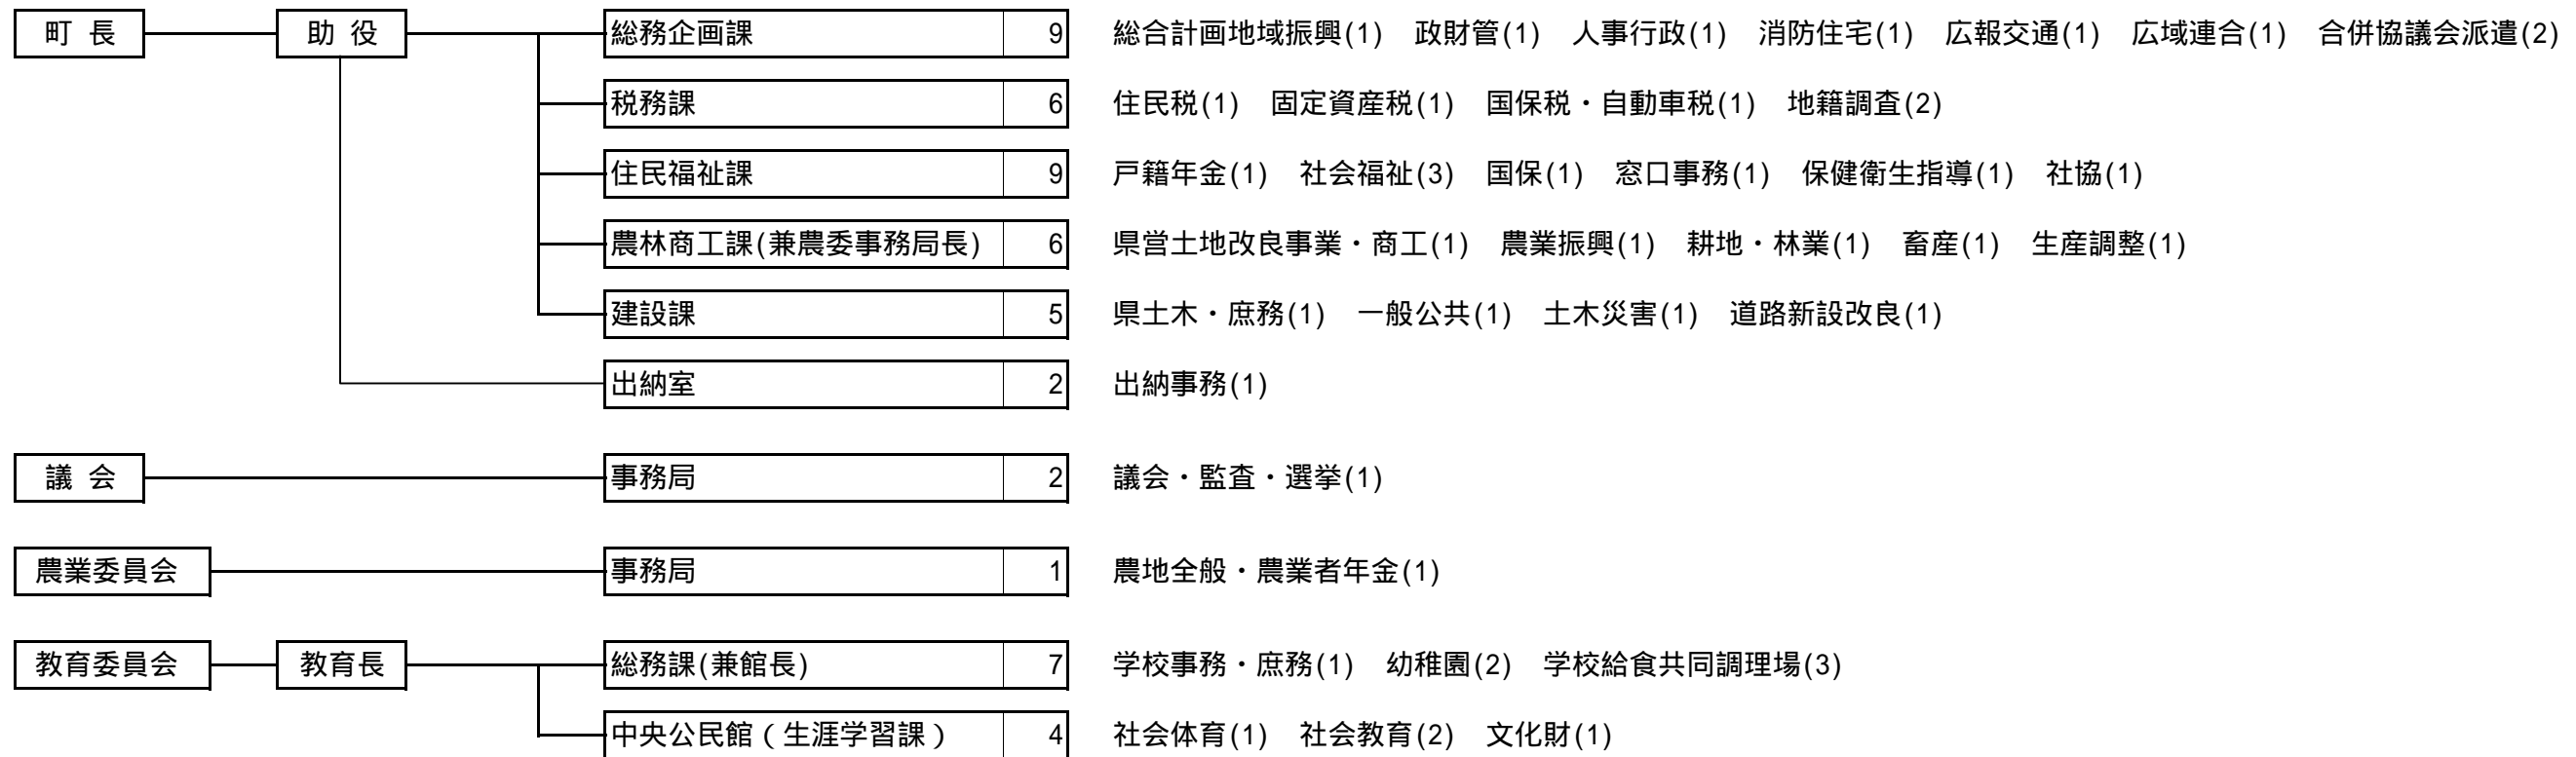 町 長 助 役 総務企画課 9 総合計画地域振興(1) 政財管(1) 人事行政(1) 消防住宅(1) 広報交通(1) 広域連合(1) 合併協議会派遣(2)
税務課 6 住民税(1) 固定資産税(1) 国保税・自動車税(1) 地籍調査(2)
住民福祉課 9 戸籍年金(1) 社会福祉(3) 国保(1) 窓口事務(1) 保健衛生指導(1) 社協(1)
農林商工課(兼農委事務局長) 6 県営土地改良事業・商工(1) 農業振興(1) 耕地・林業(1) 畜産(1) 生産調整(1)
建設課 5 県土木・庶務(1) 一般公共(1) 土木災害(1) 道路新設改良(1)
出納室 2 出納事務(1)
議 会 事務局 2 議会・監査・選挙(1)
農業委員会 事務局 1 農地全般・農業者年金(1)
教育委員会 教育長 総務課(兼館長) 7 学校事務・庶務(1) 幼稚園(2) 学校給食共同調理場(3)
中央公民館(生涯学習課) 4 社会体育(1) 社会教育(2) 文化財(1)